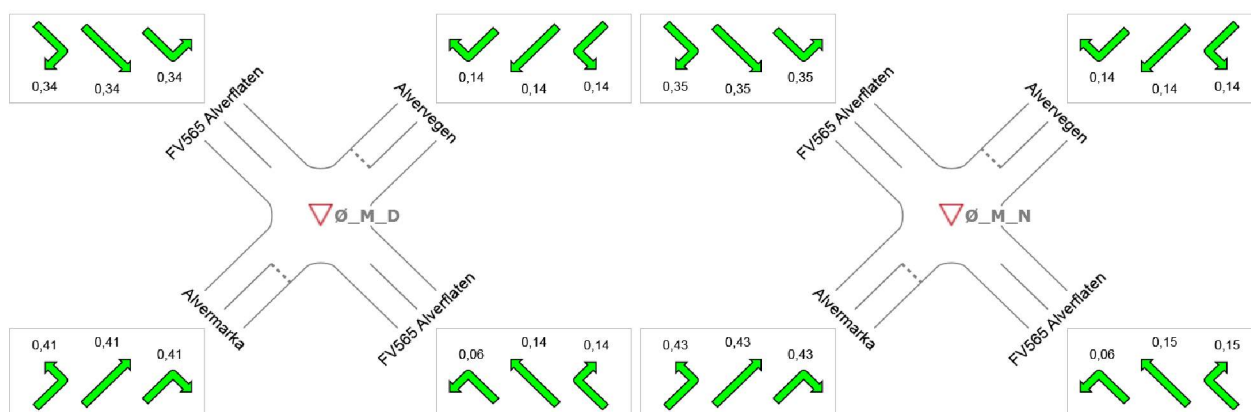 0,34 0,34 0,34
0,14 0,14 0,14
FV565 Alverflaten
Alvervegen
Ø_M_D
Alvermarka
FV565 Alverflaten
0,41 0,41 0,41
0,06 0,14 0,14
0,35 0,35 0,35
0,14 0,14 0,14
FV565 Alverflaten
Alvervegen
Ø_M_N
Alvermarka
FV565 Alverflaten
0,43 0,43 0,43
0,06 0,15 0,15